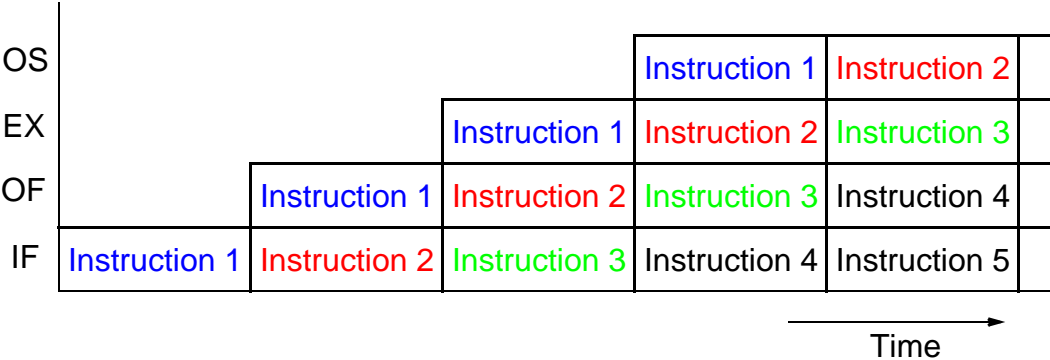 OS Instruction 1 Instruction 2
EX Instruction 1 Instruction 2 Instruction 3
OF Instruction 1 Instruction 2 Instruction 3 Instruction 4
IF Instruction 1 Instruction 2 Instruction 3 Instruction 4 Instruction 5
Time